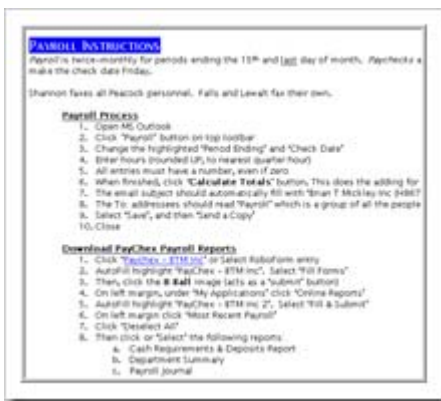 PAYROLL INSTRUCTIONS
Payroll is twice-monthly for periods ending the 15th and last day of month. Paychecks a
make the check date Friday.
Shannon faxes all Peacock personnel. Falls and Lewalt fax their own.
Payroll Process
1. Open MS Outlook
2. Click "Payroll" button on top toolbar
3. Change the highlighted "Period Ending" and "Check Date"
4. Enter hours (rounded UP, to nearest quarter hour)
5. All entries must have a number, even if zero
6. When finished, click "Calculate Totals" button. This does the adding for
7. The email subject should automatically fill with "Brian T Mickley Inc
8. The To: addressees should read "Payroll" which is a group of all the people
9. Select "Save", and then "Send a Copy"
10. Close
Download PayChex Payroll Reports
1. Click "Paychex – BTM Inc" or Select RoboForm entry
2. AutoFill highlight "PayChex – BTM Inc". Select "Fill Forms"
3. Then, click the 8 Ball image (acts as a "submit" button)
4. On left margin, under "My Applications" click "Online Reports"
5. AutoFill highlight "PayChex – BTM Inc 2". Select "Fill & Submit"
6. On left margin click "Most Recent Payroll"
7. Click "Deselect All"
8. Then click or "Select" the following reports
a. Cash Requirements & Deposits Report
b. Department Summary
c. Payroll Journal